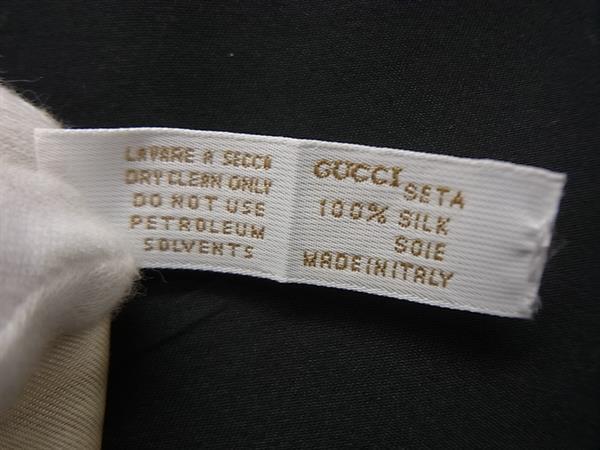 LAVARE A SECCO
DRY CLEAN ONLY
DO NOT USE
PETROLEUM
SOLVENTS
GUCCI
SETA
100% SILK
SOIE
MADE IN ITALY